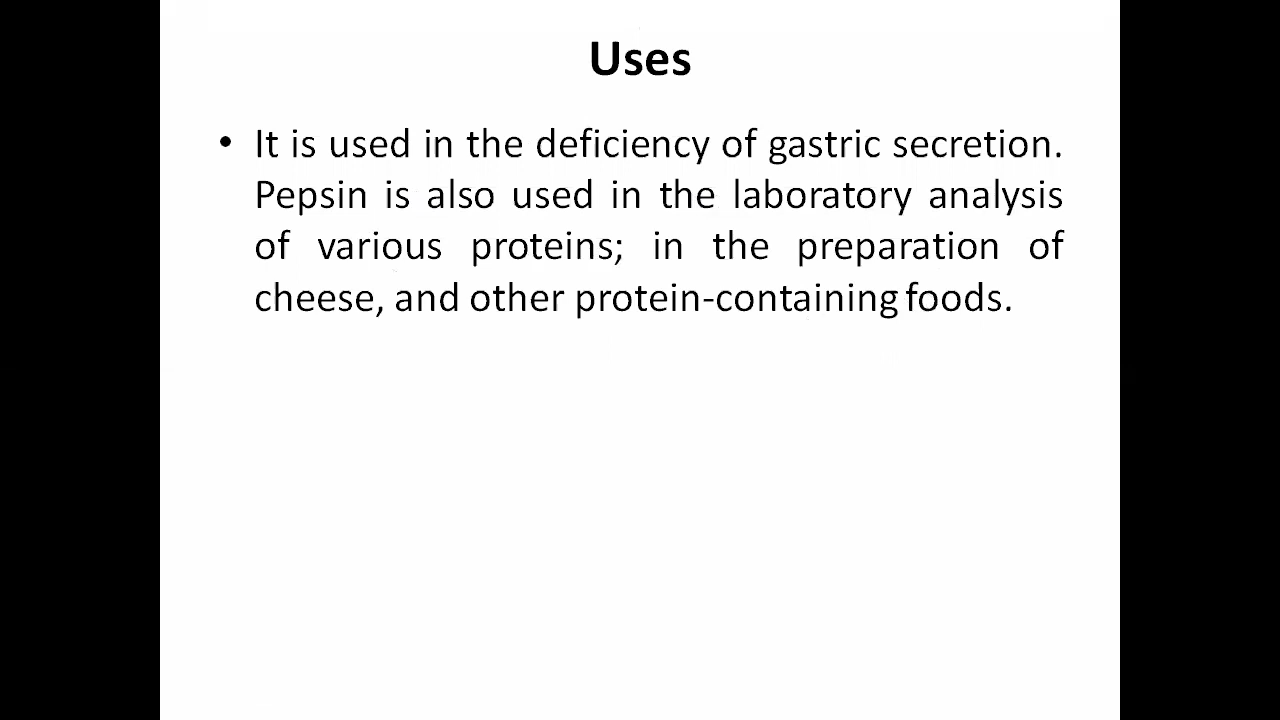 Uses
• It is used in the deficiency of gastric secretion.
Pepsin is also used in the laboratory analysis
of various proteins; in the preparation of
cheese, and other protein-containing foods.